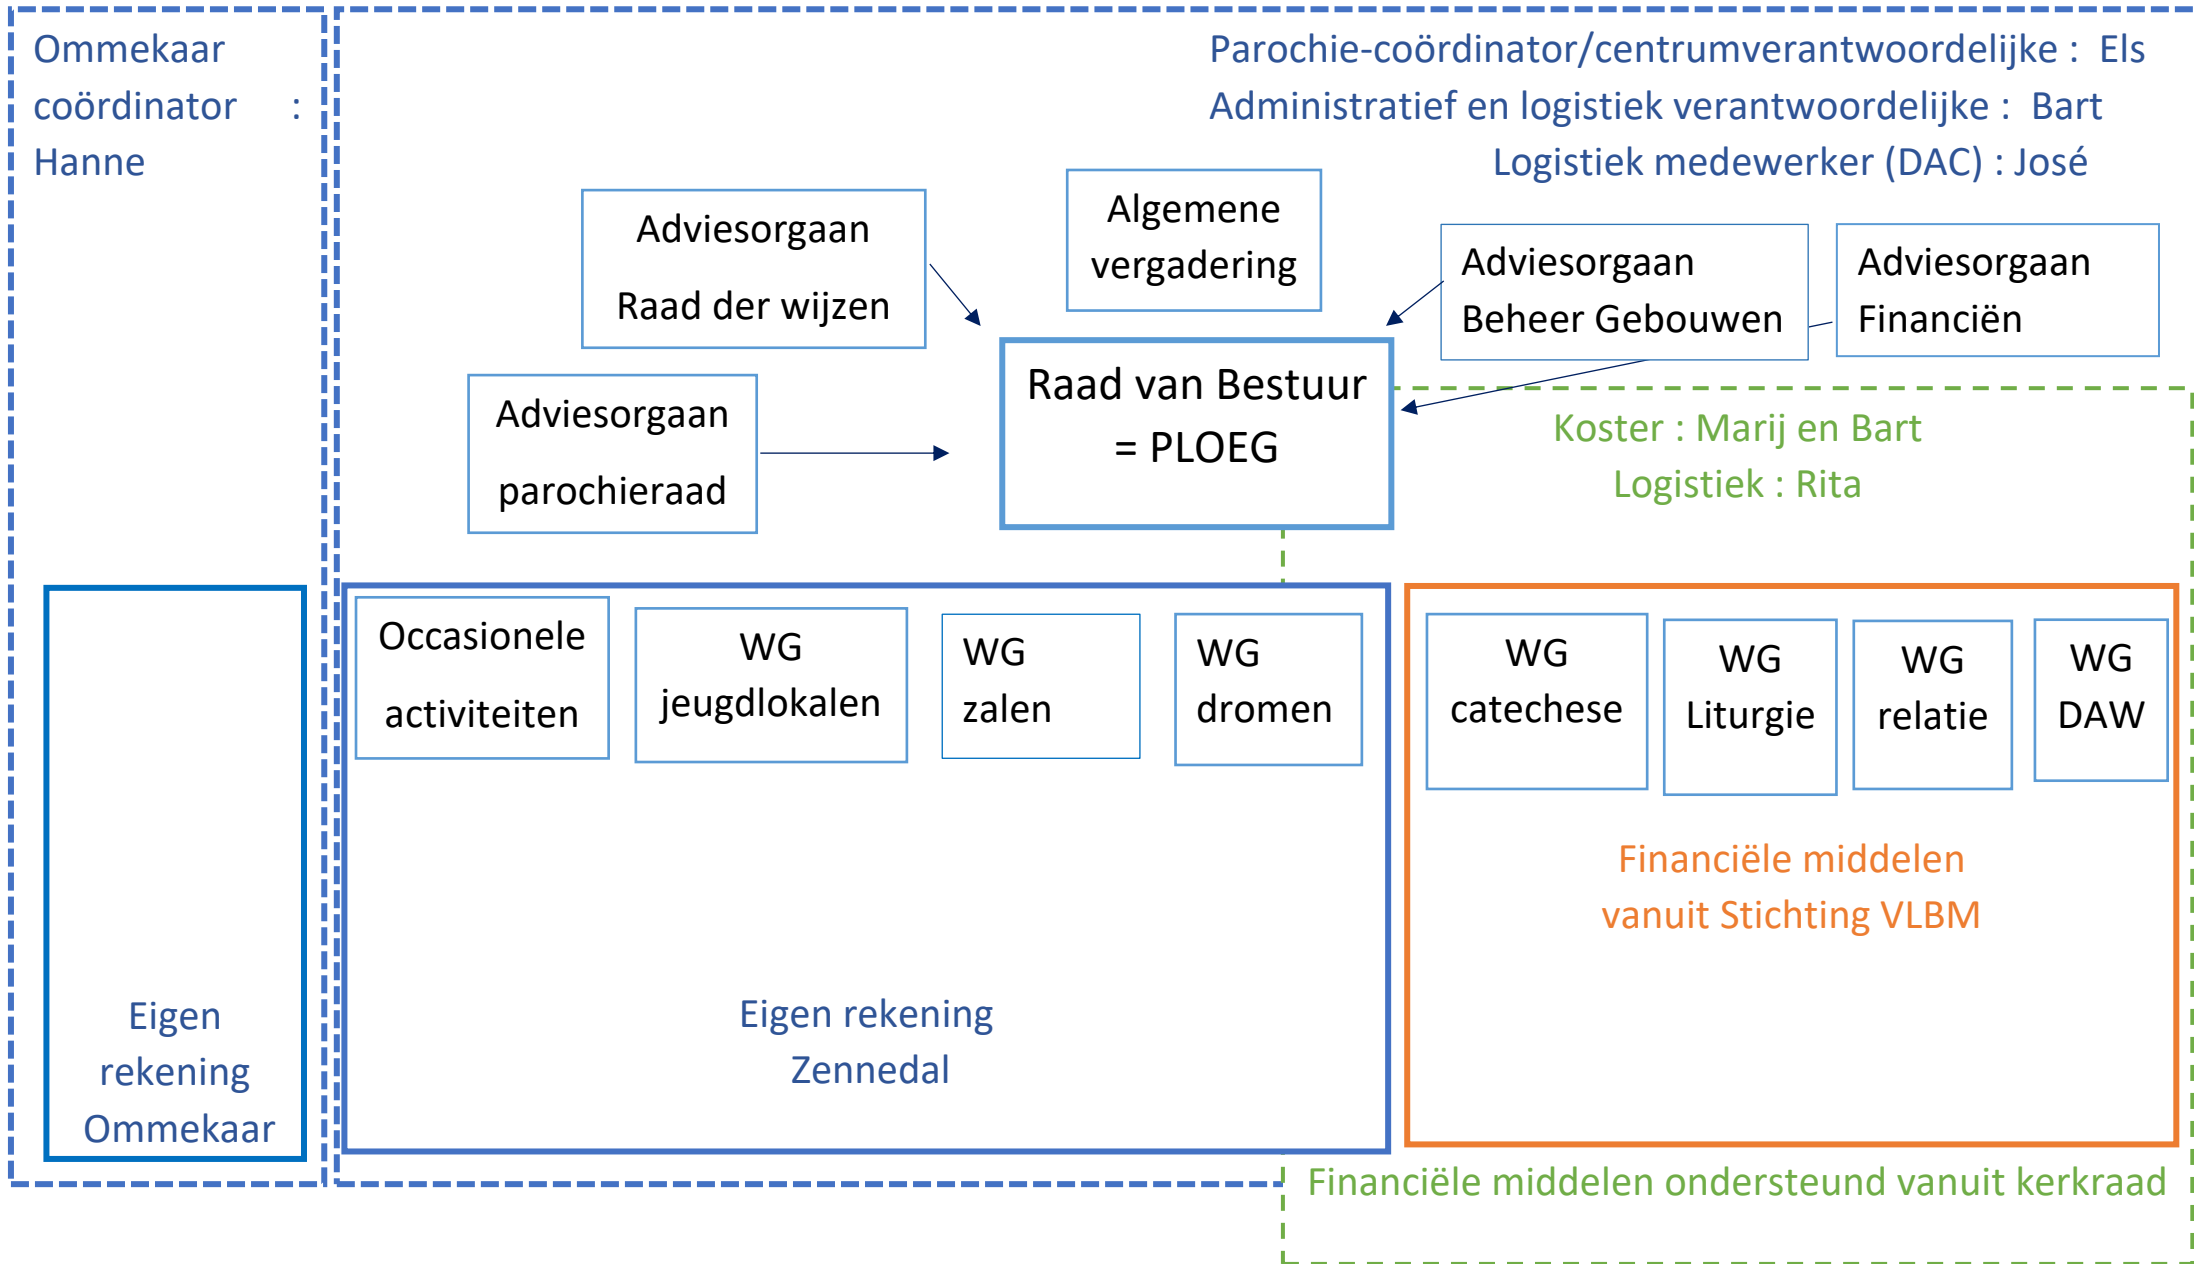 Ommekaar
coördinator :
Hanne
Parochie-coördinator/centrumverantwoordelijke : Els
Administratief en logistiek verantwoordelijke : Bart
Logistiek medewerker (DAC) : José
Adviesorgaan
Raad der wijzen
Algemene
vergadering
Adviesorgaan
Beheer Gebouwen
Adviesorgaan
Financiën
Adviesorgaan
parochieraad
Raad van Bestuur
= PLOEG
Koster : Marij en Bart
Logistiek : Rita
Occasionele
activiteiten
WG
jeugdlokalen
WG
zalen
WG
dromen
WG
catechese
WG
Liturgie
WG
relatie
WG
DAW
Financiële middelen
vanuit Stichting VLBM
Eigen
rekening
Ommekaar
Eigen rekening
Zennedal
Financiële middelen ondersteund vanuit kerkraad